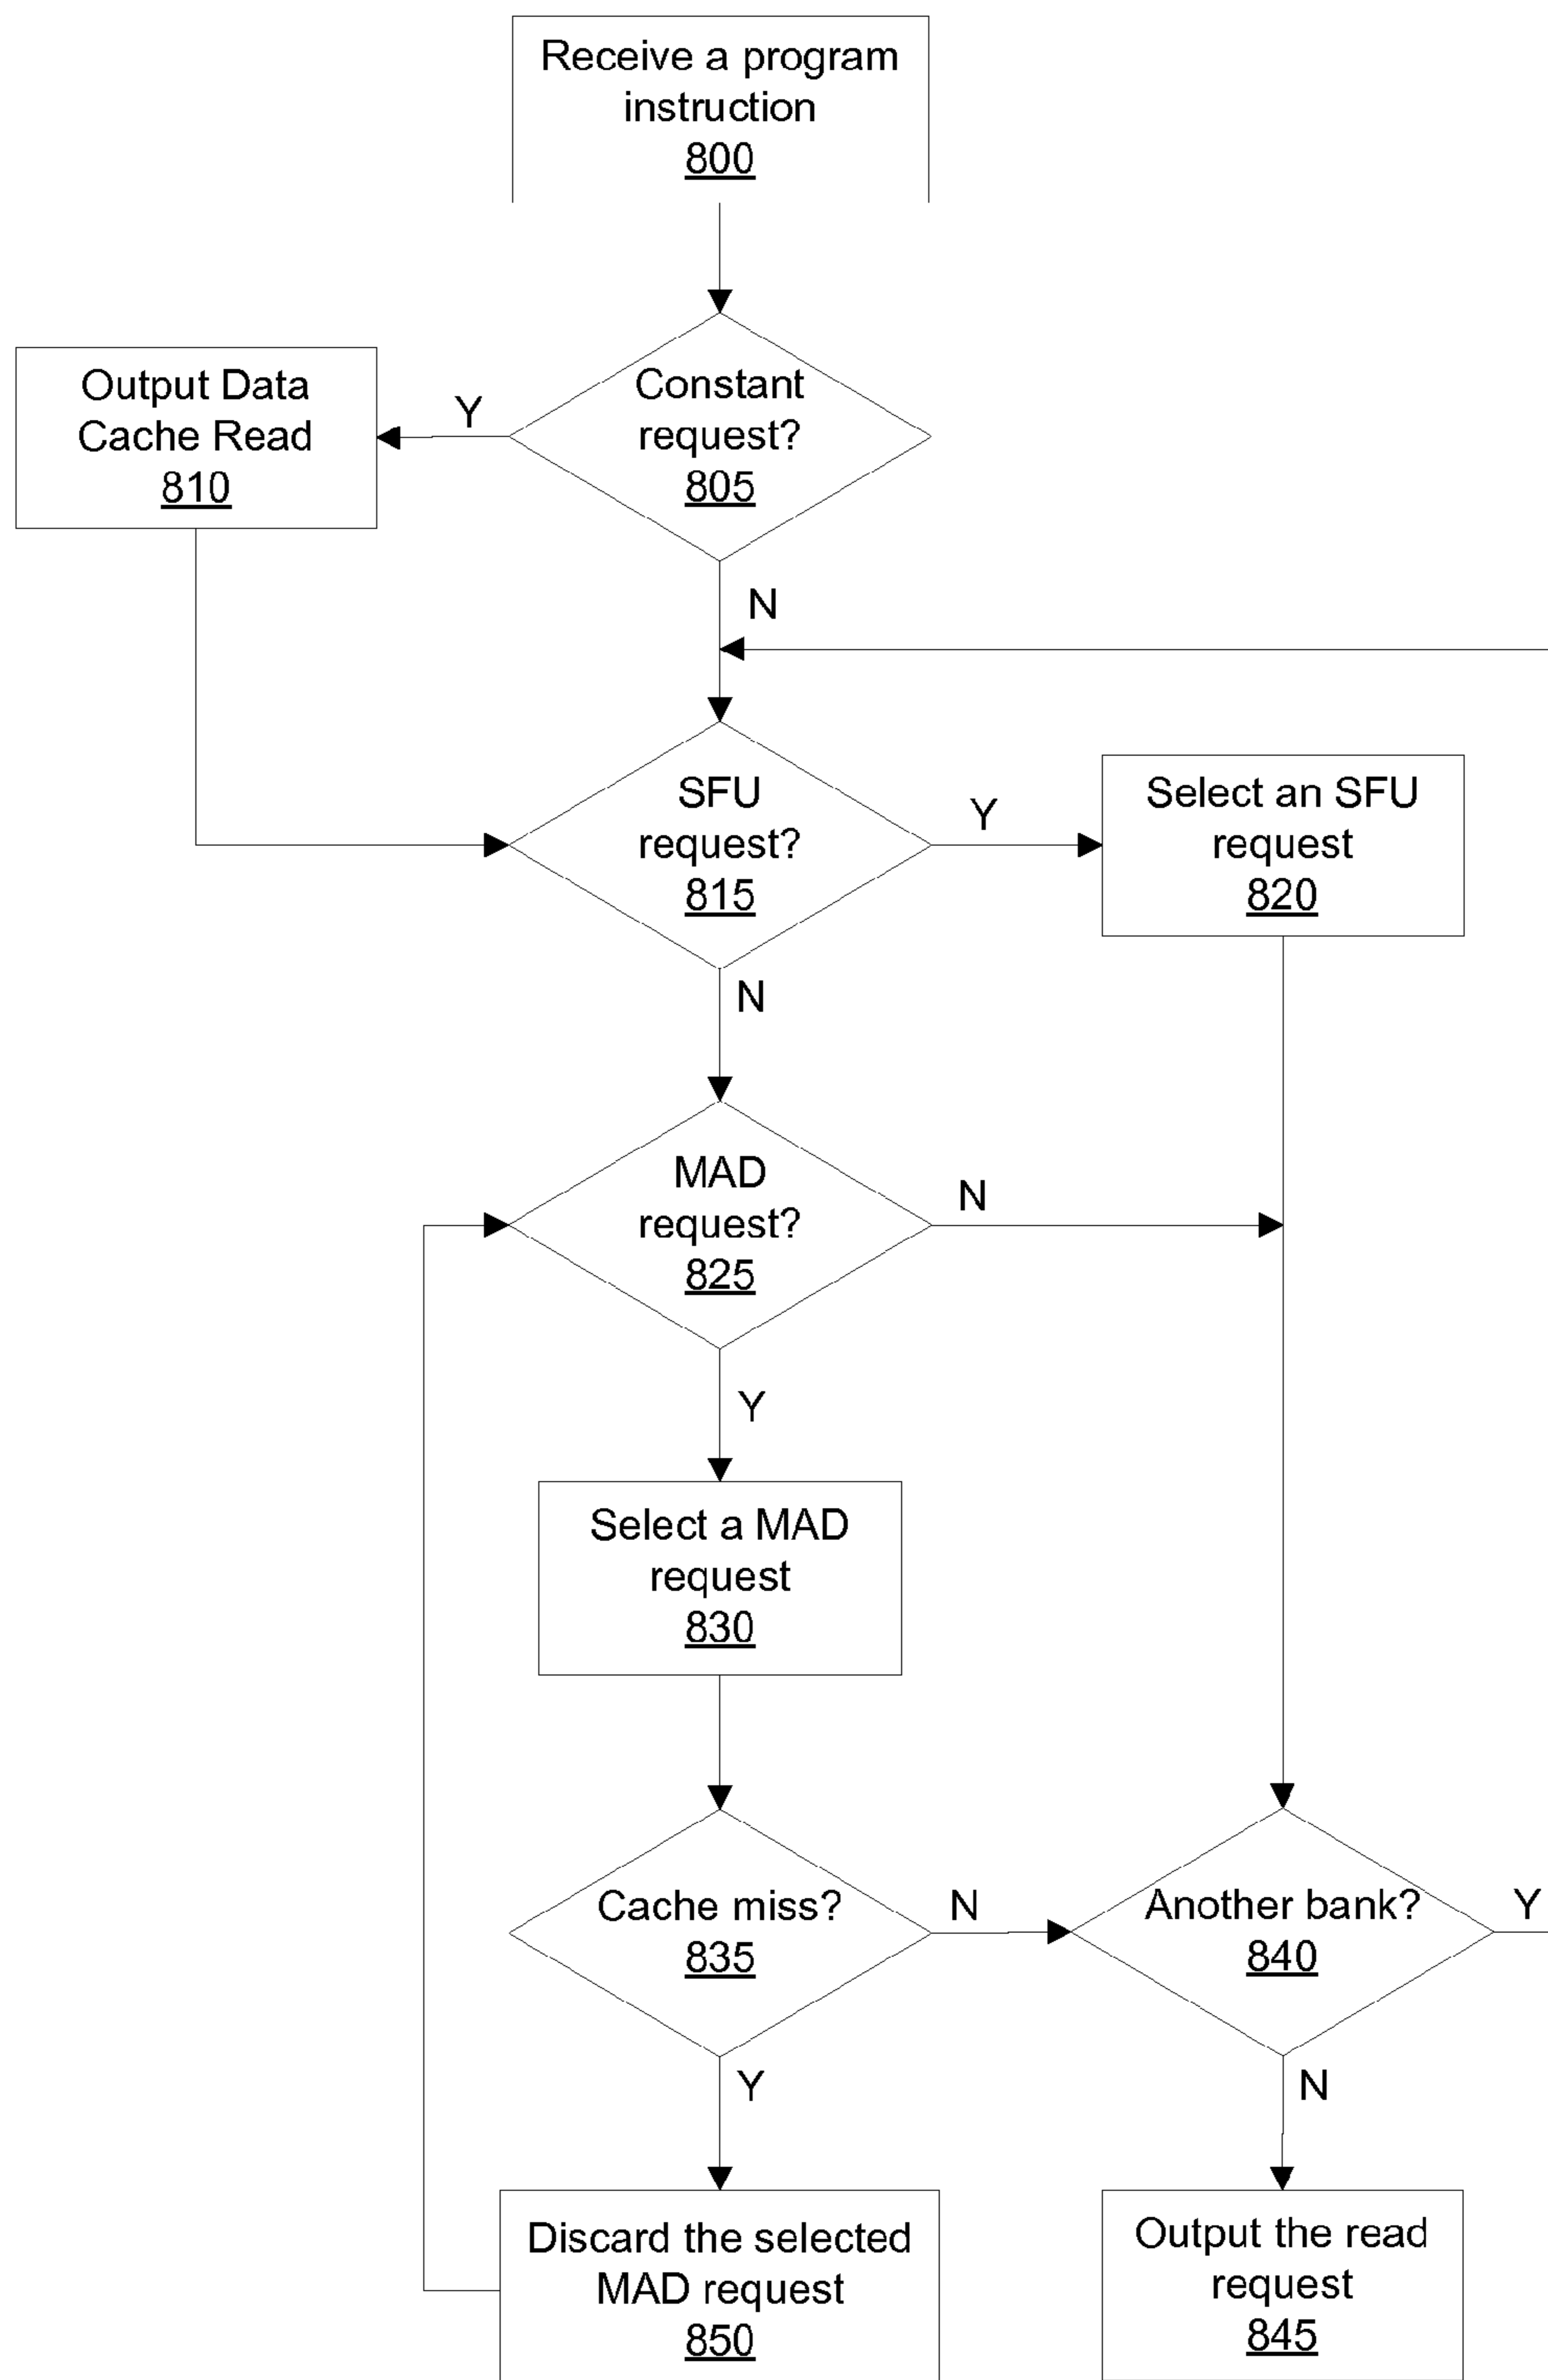 Receive a program
instruction
800
Constant
request?
805
Y
Output Data
Cache Read
810
N
SFU
request?
815
Y
Select an SFU
request
820
N
MAD
request?
825
N
Y
Select a MAD
request
830
Cache miss?
835
N
Another bank?
840
Y
Y
N
Discard the selected
MAD request
850
Output the read
request
845